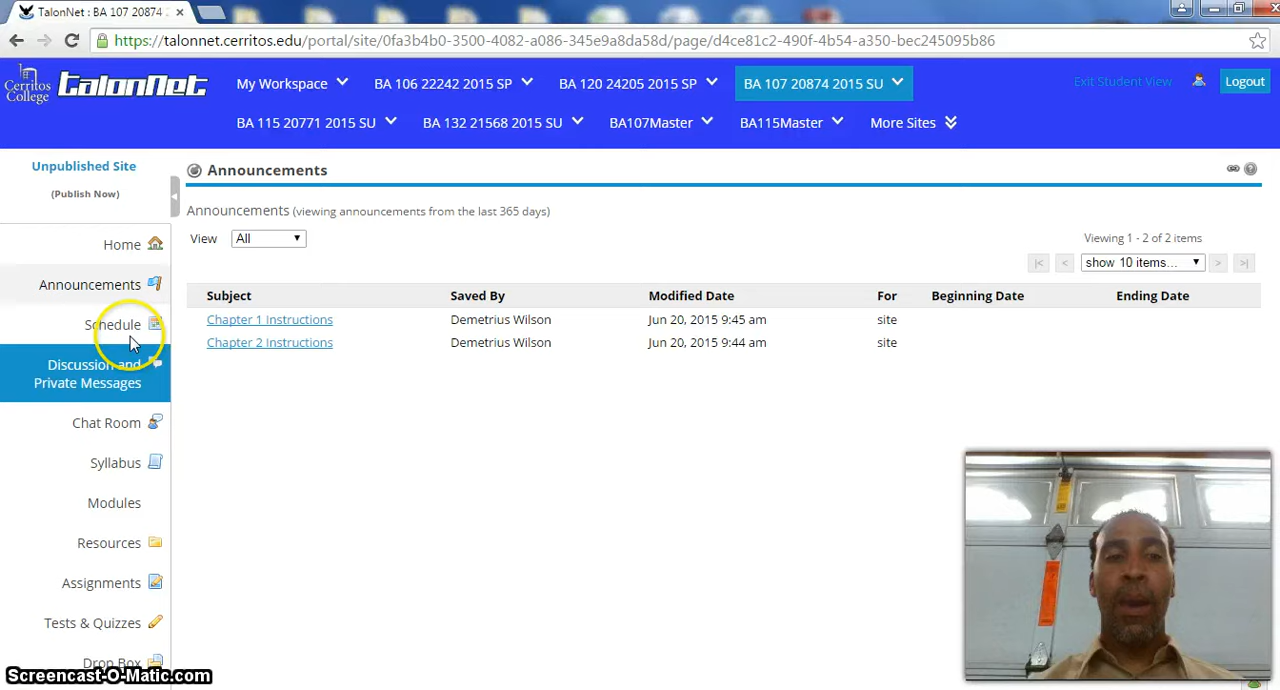 TalonNet : BA 107 20874
https://talonnet.cerritos.edu/portal/site/0fa3b4b0-3500-4082-a086-345e9a8da58d/page/d4ce81c2-490f-4b54-a350-bec245095b86
Cerritos College
talonNet
My Workspace
BA 106 22242 2015 SP
BA 120 24205 2015 SP
BA 107 20874 2015 SU
Exit Student View
Logout
BA 115 20771 2015 SU
BA 132 21568 2015 SU
BA107Master
BA115Master
More Sites
Unpublished Site
(Publish Now)
Home
Announcements
Schedule
Discussion and
Private Messages
Chat Room
Syllabus
Modules
Resources
Assignments
Tests & Quizzes
Drop Box
Announcements
Announcements (viewing announcements from the last 365 days)
View All
Viewing 1 - 2 of 2 items
|< < show 10 items... > >|
Subject Saved By Modified Date For Beginning Date Ending Date
Chapter 1 Instructions Demetrius Wilson Jun 20, 2015 9:45 am site
Chapter 2 Instructions Demetrius Wilson Jun 20, 2015 9:44 am site
Screencast-O-Matic.com